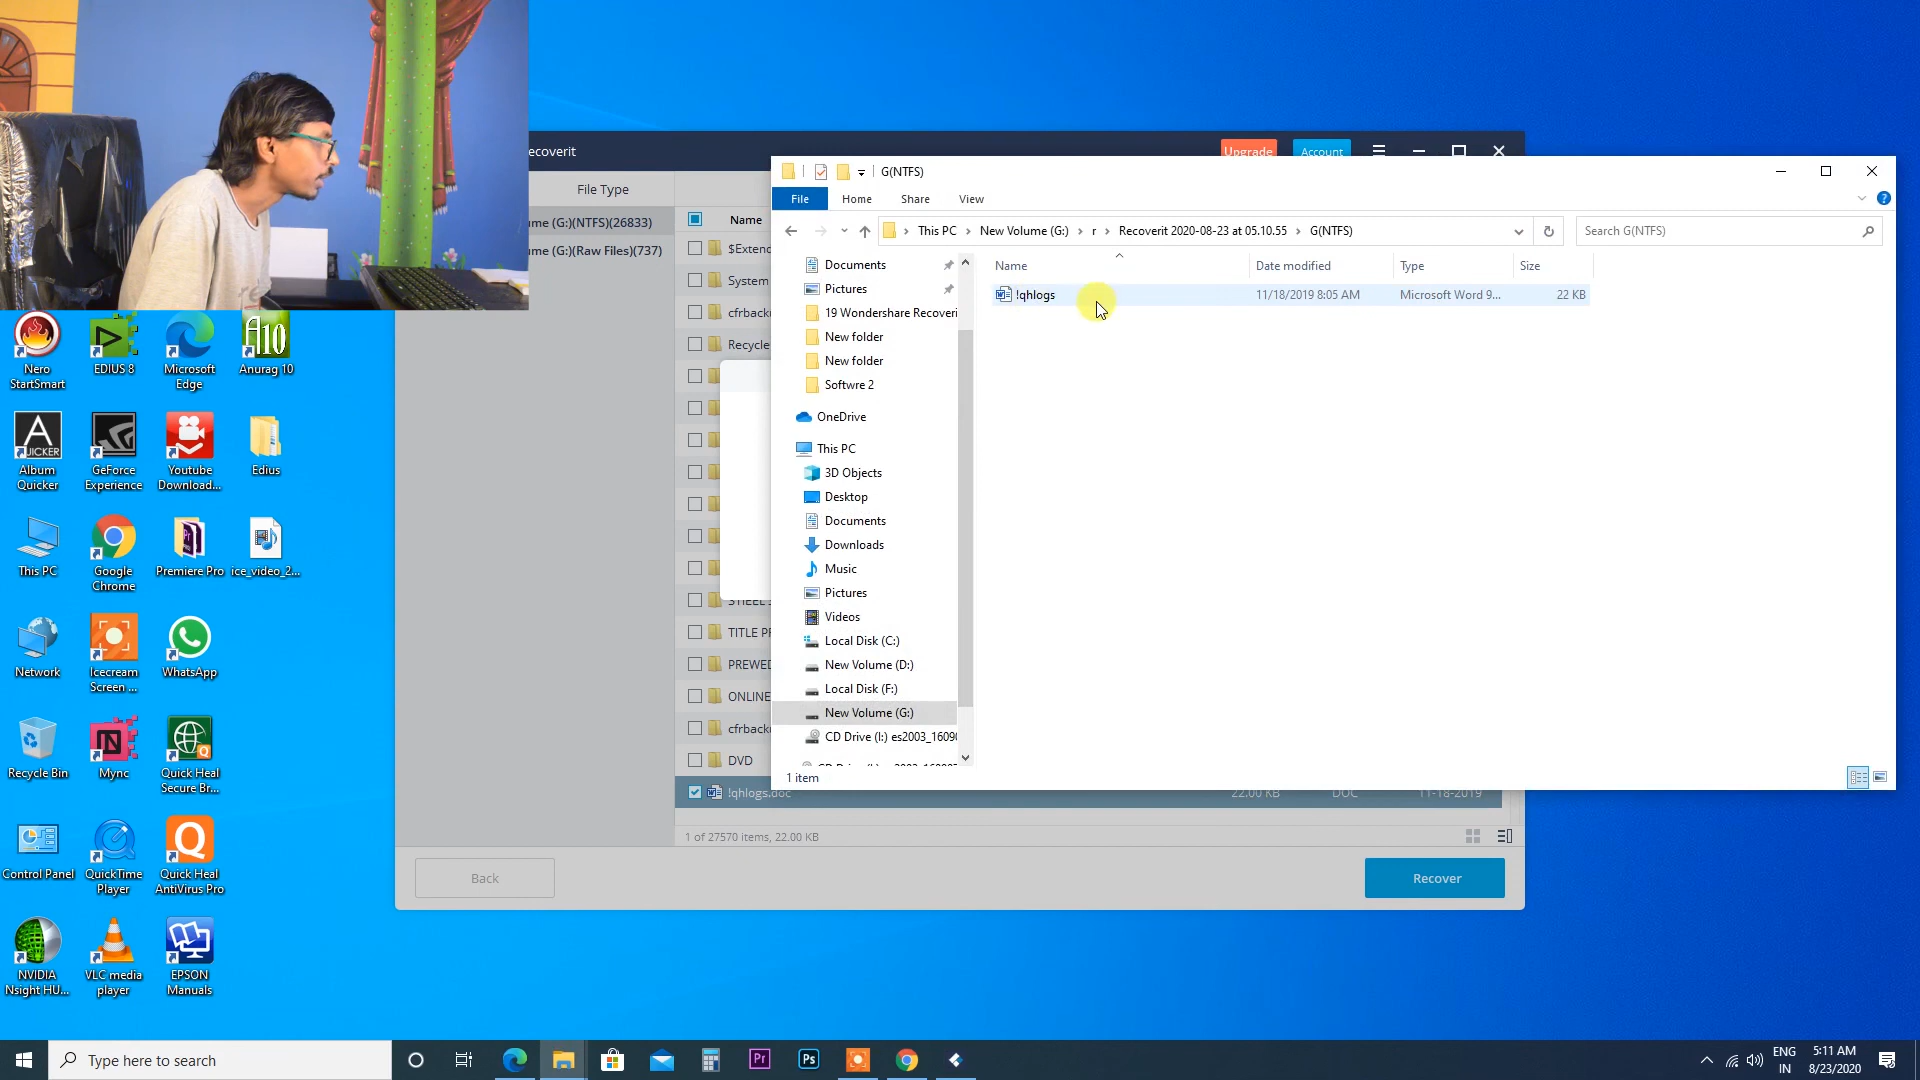 ecoverit
Upgrade
Account
File Type
Name
ume (G:)(NTFS)(26833)
ume (G:)(Raw Files)(737)
$Extend
System
cfrback
Recycle
TITLE P
PREWED
ONLINE
cfrback
DVD
!qhlogs.doc
22.00 KB
DOC
11-18-2019
1 of 27570 items, 22.00 KB
Back
Recover
G(NTFS)
File
Home
Share
View
This PC
New Volume (G:)
r
Recoverit 2020-08-23 at 05.10.55
G(NTFS)
Search G(NTFS)
Documents
Pictures
19 Wondershare Recoveri
New folder
New folder
Softwre 2
OneDrive
This PC
3D Objects
Desktop
Documents
Downloads
Music
Pictures
Videos
Local Disk (C:)
New Volume (D:)
Local Disk (F:)
New Volume (G:)
CD Drive (I:) es2003_1609
1 item
Name
Date modified
Type
Size
!qhlogs
11/18/2019 8:05 AM
Microsoft Word 9...
22 KB
Nero
StartSmart
EDIUS 8
Microsoft
Edge
A10
Anurag 10
A
UICKER
Album
Quicker
GeForce
Experience
Youtube
Download...
Edius
This PC
Google
Chrome
Pr
Premiere Pro
ice_video_2...
Network
Icecream
Screen ...
WhatsApp
Recycle Bin
N
Mync
Q
Quick Heal
Secure Br...
Control Panel
QuickTime
Player
Q
Quick Heal
AntiVirus Pro
NVIDIA
Nsight HU...
VLC media
player
EPSON
Manuals
Type here to search
Pr
Ps
ENG
IN
5:11 AM
8/23/2020